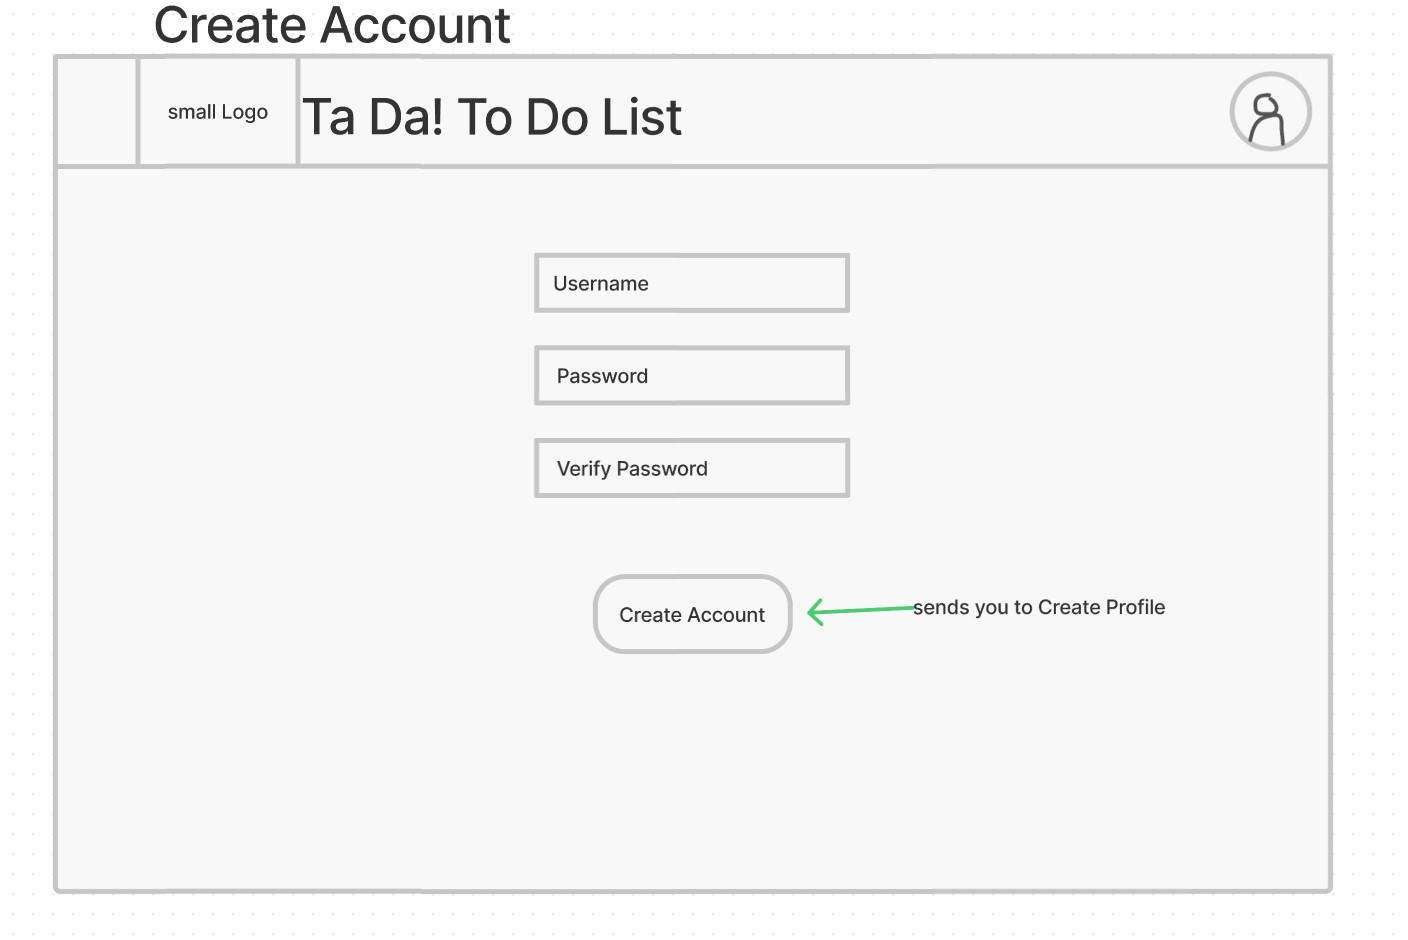 Create Account
small Logo
Ta Da! To Do List
Username
Password
Verify Password
Create Account
sends you to Create Profile